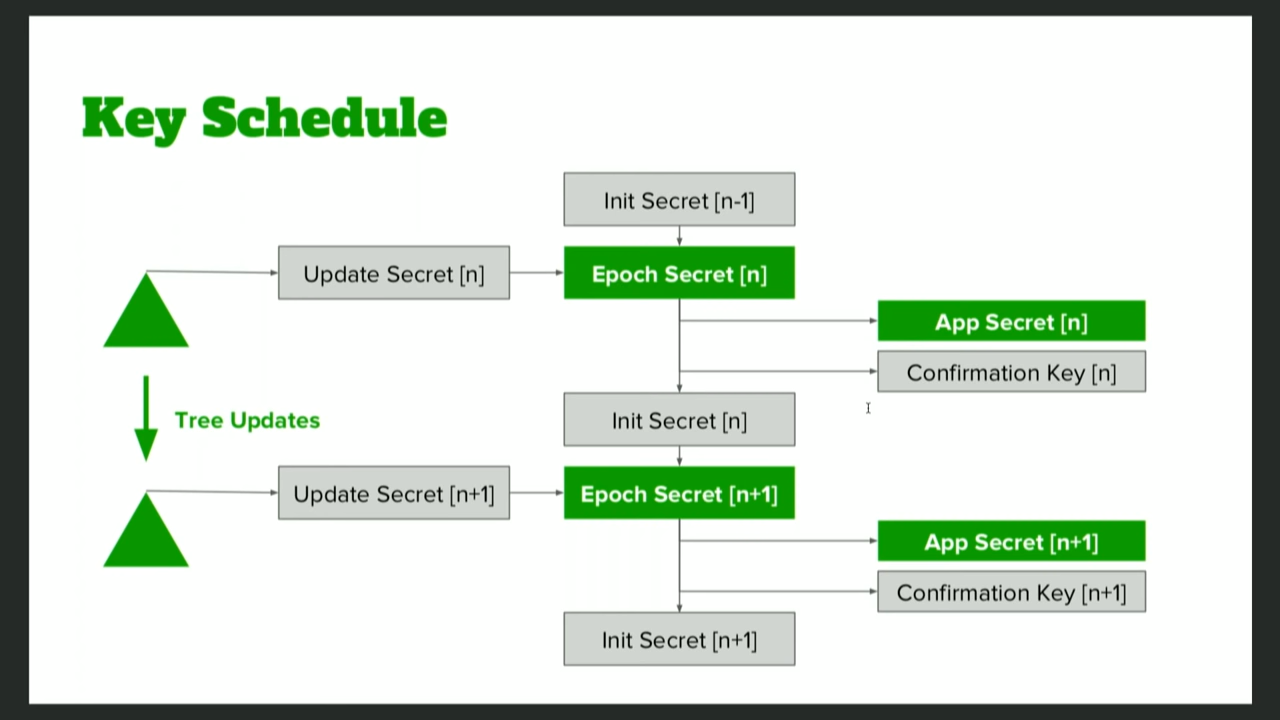 Key Schedule
Init Secret [n-1]
Update Secret [n]
Epoch Secret [n]
App Secret [n]
Confirmation Key [n]
Tree Updates
Init Secret [n]
Update Secret [n+1]
Epoch Secret [n+1]
App Secret [n+1]
Confirmation Key [n+1]
Init Secret [n+1]